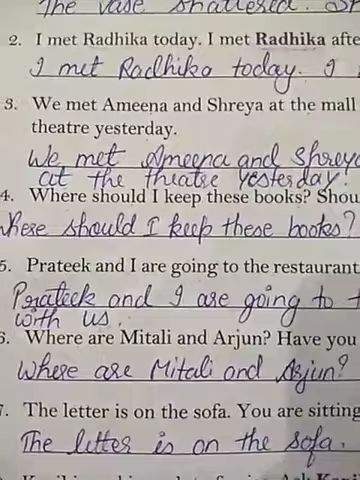 The vase shattered.
2. I met Radhika today. I met Radhika afte
I met Radhika today. I
3. We met Ameena and Shreya at the mall
theatre yesterday.
We met Ameena and Shreya
at the theatre yesterday.
4. Where should I keep these books? Shou
Where should I keep these books?
5. Prateek and I are going to the restaurant
Prateek and I are going to t
with us.
6. Where are Mitali and Arjun? Have you
Where are Mitali and Arjun?
7. The letter is on the sofa. You are sitting
The letter is on the sofa.